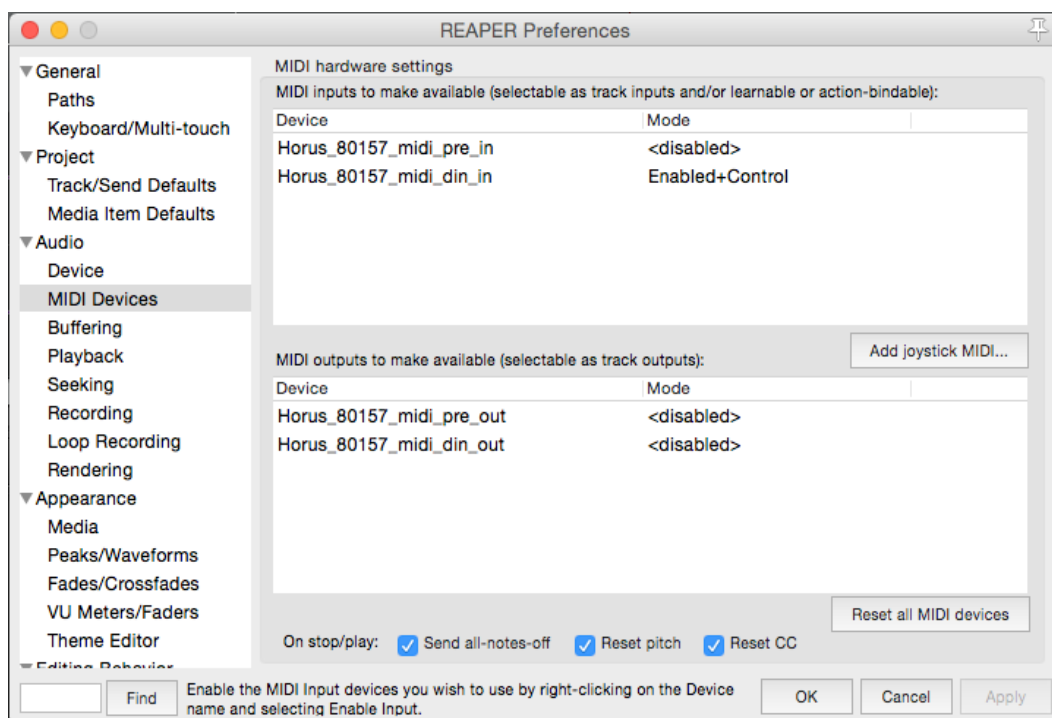 REAPER Preferences
General
Paths
Keyboard/Multi-touch
Project
Track/Send Defaults
Media Item Defaults
Audio
Device
MIDI Devices
Buffering
Playback
Seeking
Recording
Loop Recording
Rendering
Appearance
Media
Peaks/Waveforms
Fades/Crossfades
VU Meters/Faders
Theme Editor
Editing Behavior
MIDI hardware settings
MIDI inputs to make available (selectable as track inputs and/or learnable or action-bindable):
Device Mode
Horus_80157_midi_pre_in <disabled>
Horus_80157_midi_din_in Enabled+Control
Add joystick MIDI...
MIDI outputs to make available (selectable as track outputs):
Device Mode
Horus_80157_midi_pre_out <disabled>
Horus_80157_midi_din_out <disabled>
Reset all MIDI devices
On stop/play: Send all-notes-off Reset pitch Reset CC
Find
Enable the MIDI Input devices you wish to use by right-clicking on the Device
name and selecting Enable Input.
OK Cancel Apply